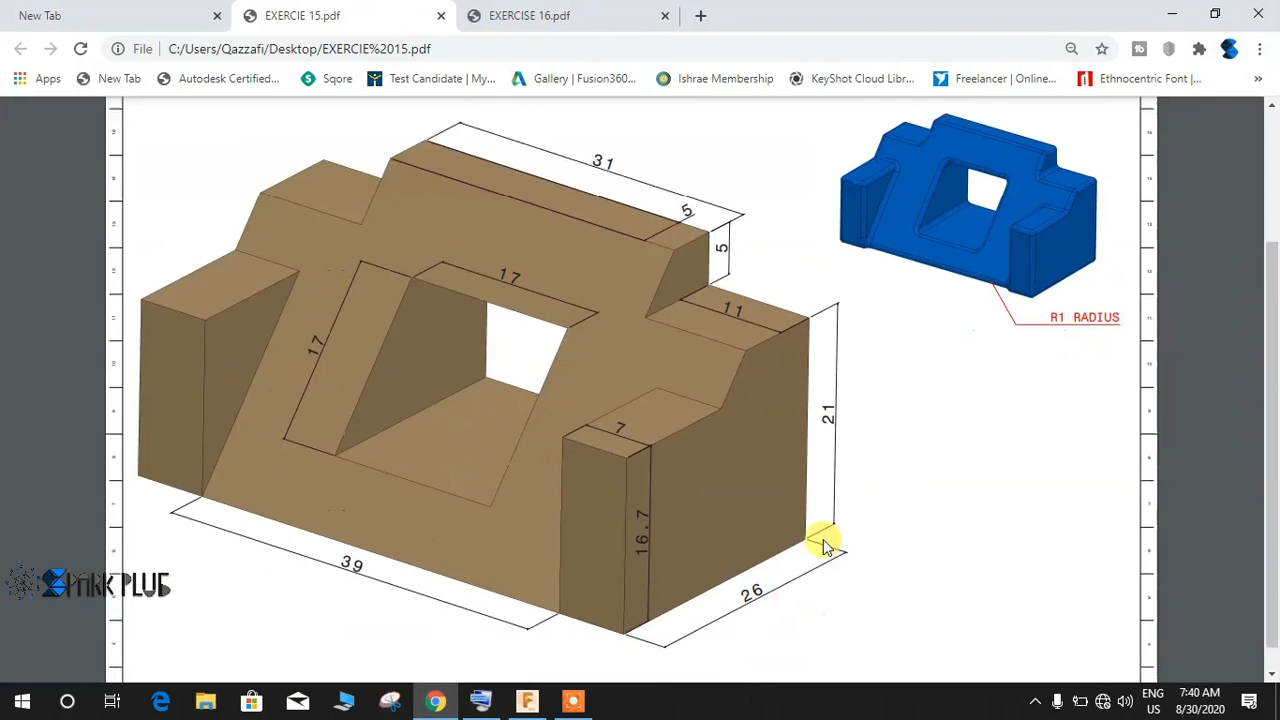 New Tab
EXERCIE 15.pdf
EXERCISE 16.pdf
File
C:/Users/Qazzafi/Desktop/EXERCIE%2015.pdf
Apps
New Tab
Autodesk Certified...
Sqore
Test Candidate | My...
Gallery | Fusion360...
Ishrae Membership
KeyShot Cloud Libr...
Freelancer | Online...
Ethnocentric Font |...
»
31
5
5
17
17
11
R1 RADIUS
21
7
16.7
39
26
SPARK PLUG
ENG
US
7:40 AM
8/30/2020